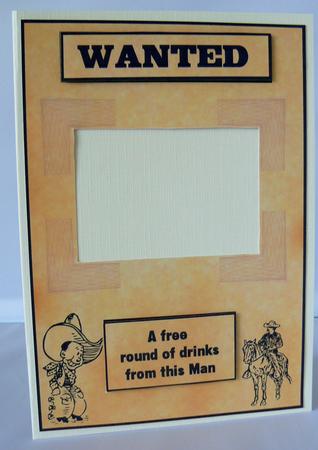 WANTED
A free
round of drinks
from this Man